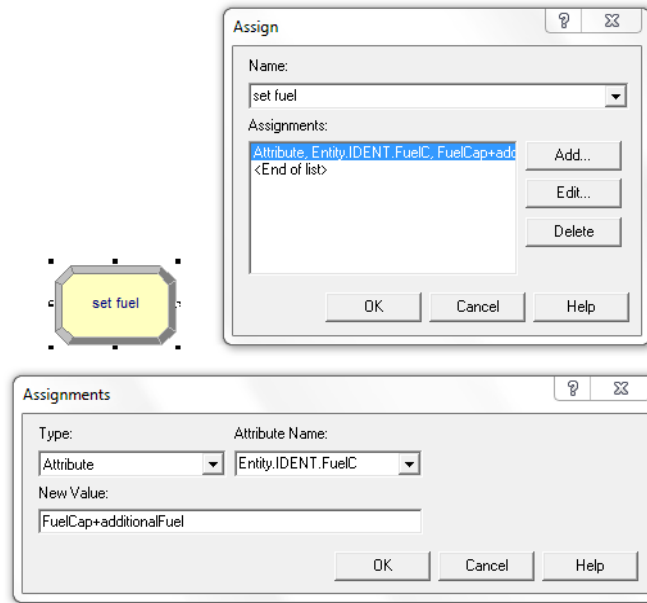 Assign
Name:
set fuel
Assignments:
Attribute, Entity.IDENT.FuelC, FuelCap+adc
<End of list>
Add...
Edit...
Delete
OK Cancel Help
set fuel
Assignments
Type: Attribute Name:
Attribute Entity.IDENT.FuelC
New Value:
FuelCap+additionalFuel
OK Cancel Help